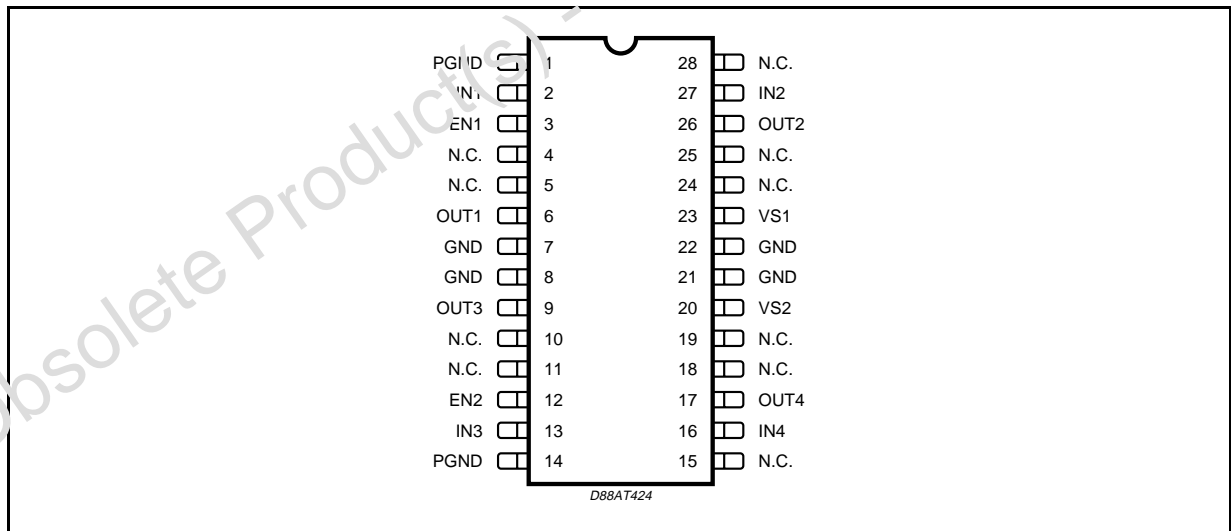 PGND 1 28 N.C.
IN1 2 27 IN2
EN1 3 26 OUT2
N.C. 4 25 N.C.
N.C. 5 24 N.C.
OUT1 6 23 VS1
GND 7 22 GND
GND 8 21 GND
OUT3 9 20 VS2
N.C. 10 19 N.C.
N.C. 11 18 N.C.
EN2 12 17 OUT4
IN3 13 16 IN4
PGND 14 15 N.C.
D88AT424
Obsolete Product(s) -